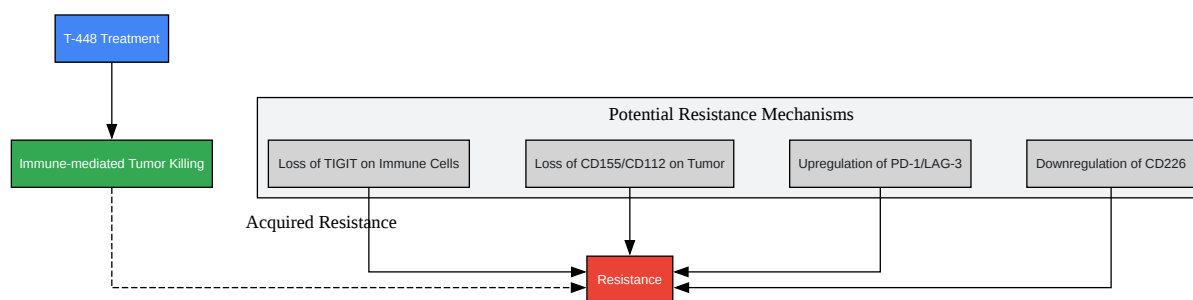 T-448 Treatment
Potential Resistance Mechanisms
Immune-mediated Tumor Killing
Loss of TIGIT on Immune Cells
Loss of CD155/CD112 on Tumor
Upregulation of PD-1/LAG-3
Downregulation of CD226
Acquired Resistance
Resistance